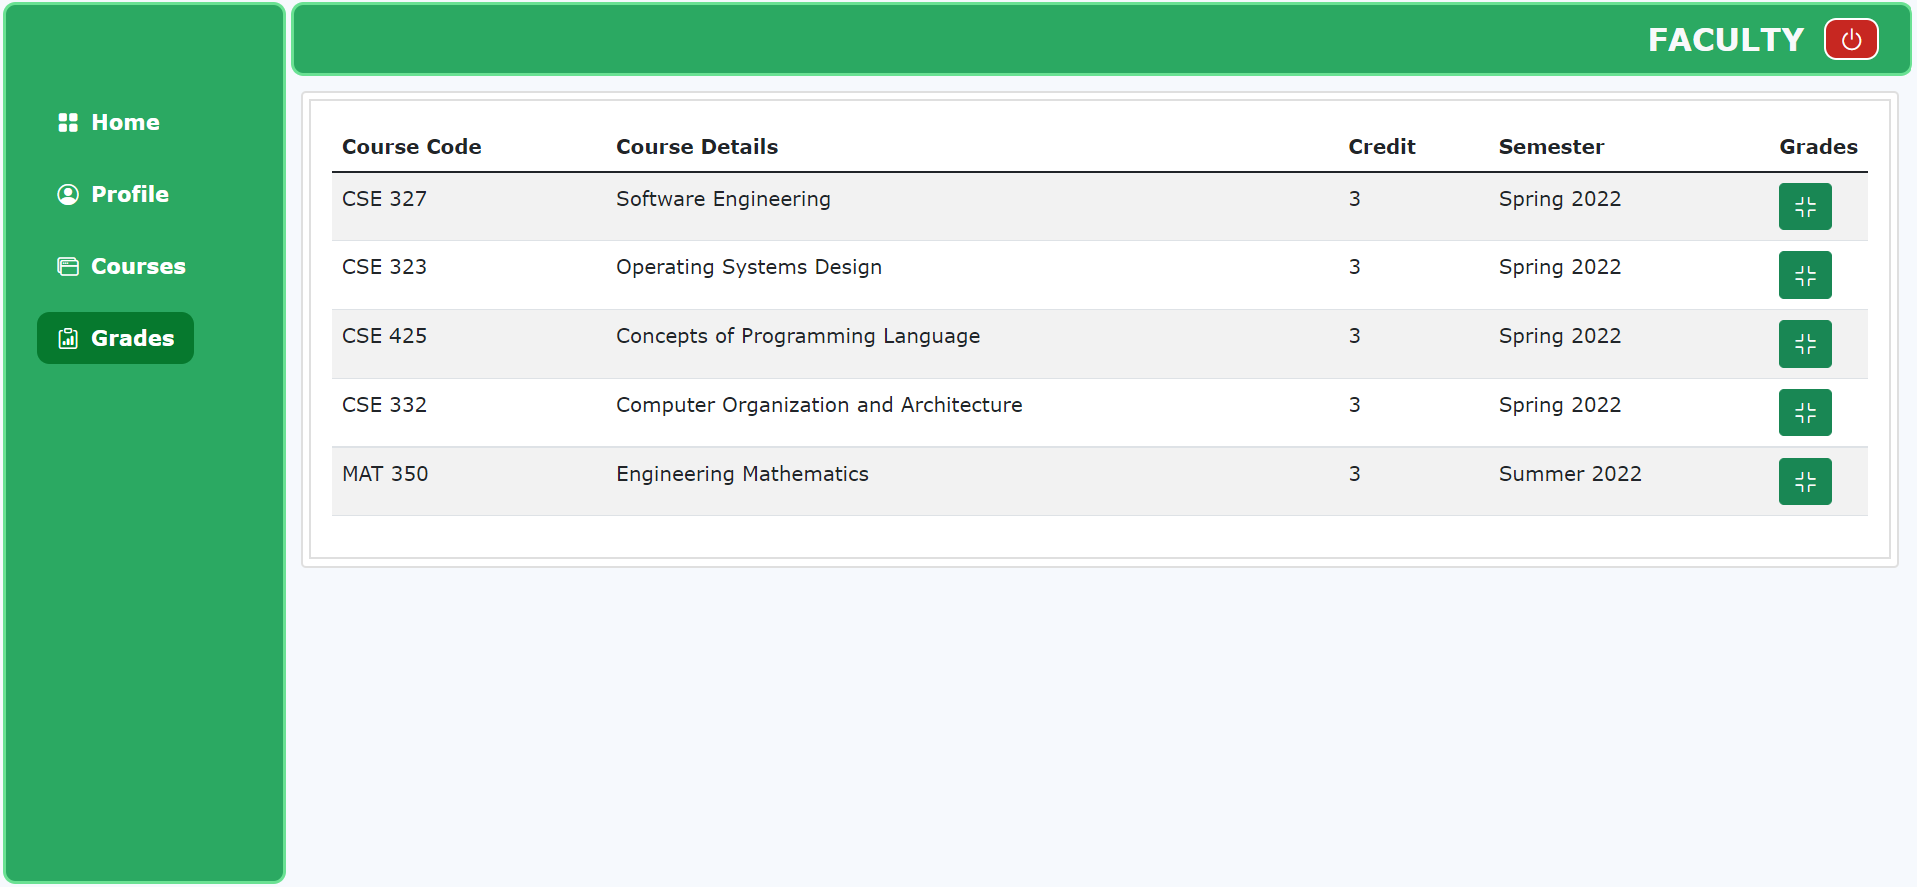 FACULTY
Home
Profile
Courses
Grades
Course Code Course Details Credit Semester Grades
CSE 327 Software Engineering 3 Spring 2022
CSE 323 Operating Systems Design 3 Spring 2022
CSE 425 Concepts of Programming Language 3 Spring 2022
CSE 332 Computer Organization and Architecture 3 Spring 2022
MAT 350 Engineering Mathematics 3 Summer 2022